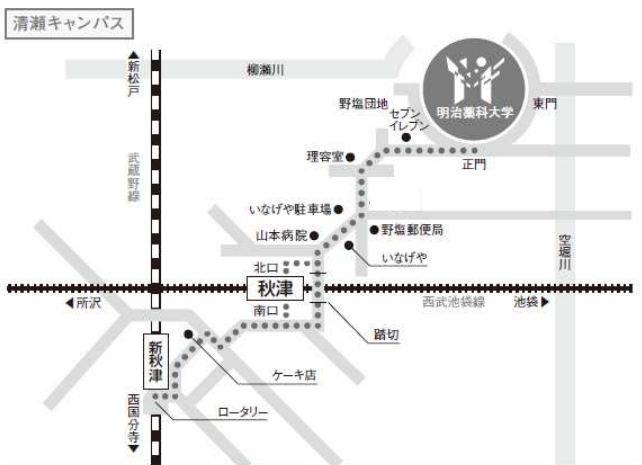 清瀬キャンパス
▲新松戸
柳瀬川
明治薬科大学
東門
野塩団地
セブン
イレブン
正門
理容室
武蔵野線
いなげや駐車場
野塩郵便局
山本病院
いなげや
空堀川
北口
秋津
◀所沢
西武池袋線
池袋▶
南口
踏切
新秋津
ケーキ店
ロータリー
西国分寺▼